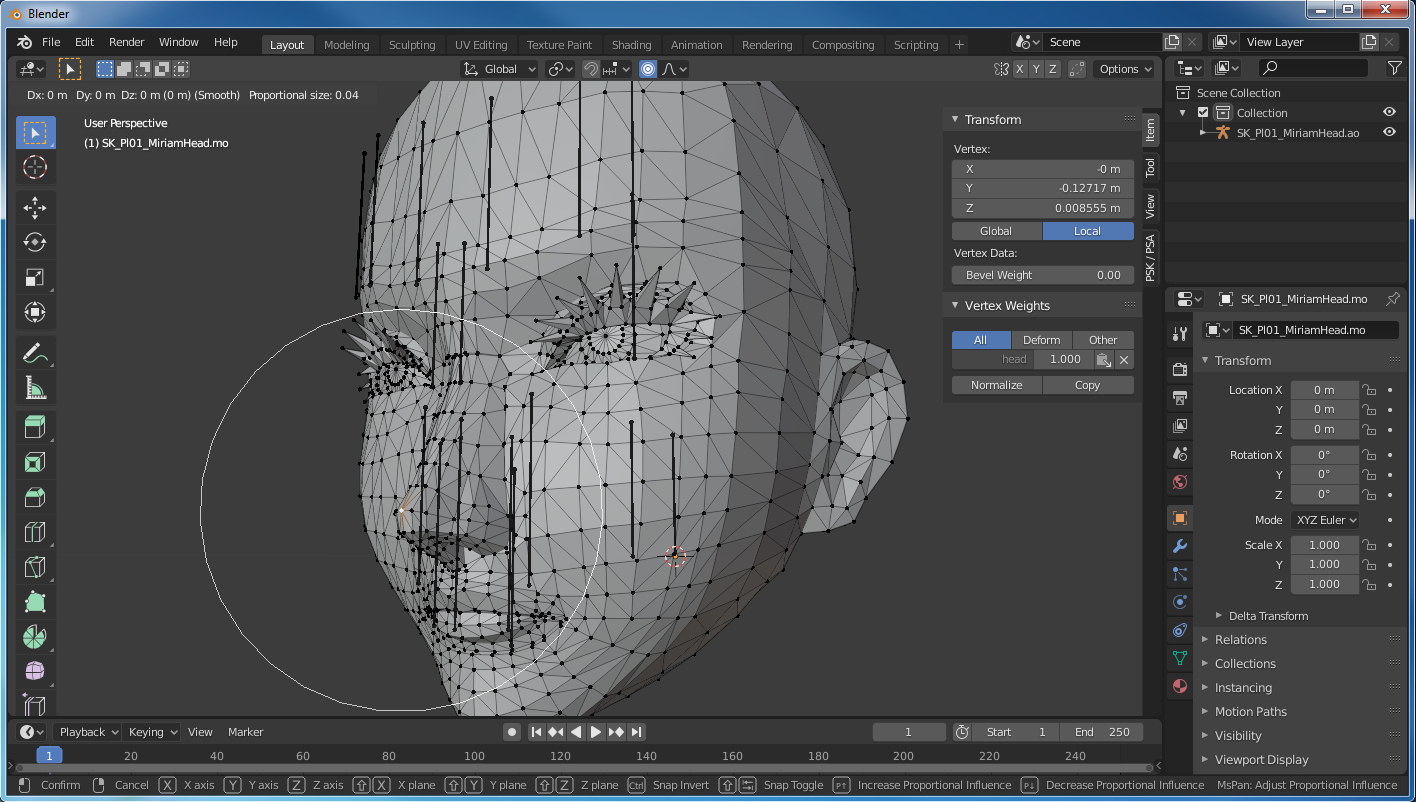 Blender
File Edit Render Window Help Layout Modeling Sculpting UV Editing Texture Paint Shading Animation Rendering Compositing Scripting + Scene View Layer
Global X Y Z Options
Dx: 0 m Dy: 0 m Dz: 0 m (0 m) (Smooth) Proportional size: 0.04
User Perspective
(1) SK_Pl01_MiriamHead.mo
Transform
Vertex:
X -0 m
Y -0.12717 m
Z 0.008555 m
Global Local
Vertex Data:
Bevel Weight 0.00
Vertex Weights
All Deform Other
head 1.000
Normalize Copy
Item
Tool
View
PSK / PSA
Scene Collection
Collection
SK_Pl01_MiriamHead.ao
SK_Pl01_MiriamHead.mo
SK_Pl01_MiriamHead.mo
Transform
Location X 0 m
Y 0 m
Z 0 m
Rotation X 0°
Y 0°
Z 0°
Mode XYZ Euler
Scale X 1.000
Y 1.000
Z 1.000
Delta Transform
Relations
Collections
Instancing
Motion Paths
Visibility
Viewport Display
Playback Keying View Marker 1 Start 1 End 250
1 20 40 60 80 100 120 140 160 180 200 220 240
Confirm Cancel X X axis Y Y axis Z Z axis X X plane Y Y plane Z Z plane Ctrl Snap Invert Snap Toggle P↑ Increase Proportional Influence P↓ Decrease Proportional Influence MsPan: Adjust Proportional Influence